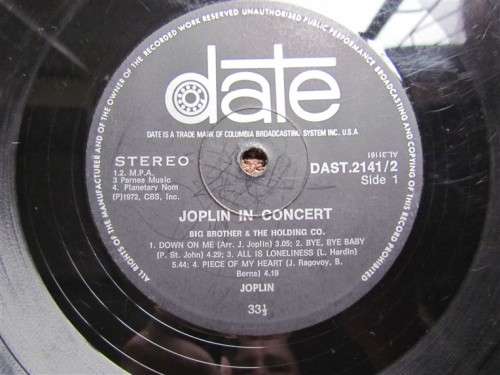 ALL RIGHTS OF THE MANUFACTURER AND OF THE OWNER OF THE RECORDED WORK RESERVED UNAUTHORISED PUBLIC PERFORMANCE BROADCASTING AND COPYING OF THIS RECORD PROHIBITED
date
DATE IS A TRADE MARK OF COLUMBIA BROADCASTING SYSTEM INC. U.S.A.
STEREO
1.2. M.P.A.
3 Parnes Music
4. Planetary Nom
(P)1972, CBS, Inc.
AL.31161
DAST.2141/2
Side 1
JOPLIN IN CONCERT
BIG BROTHER & THE HOLDING CO.
1. DOWN ON ME (Arr. J. Joplin) 3.05; 2. BYE, BYE BABY
(P. St. John) 4.29; 3. ALL IS LONELINESS (L. Hardin)
5.44; 4. PIECE OF MY HEART (J. Ragovoy, B.
Berns) 4.19
JOPLIN
33⅓